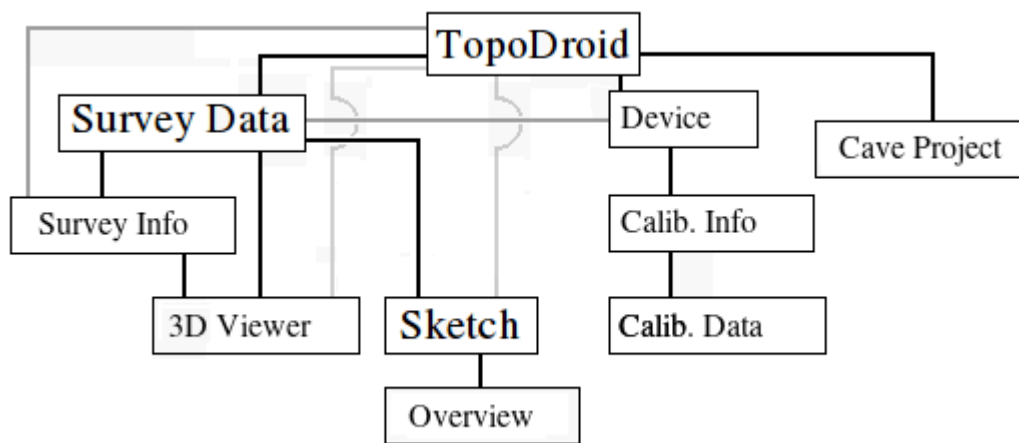 TopoDroid
Survey Data
Device
Cave Project
Survey Info
Calib. Info
3D Viewer
Sketch
Calib. Data
Overview